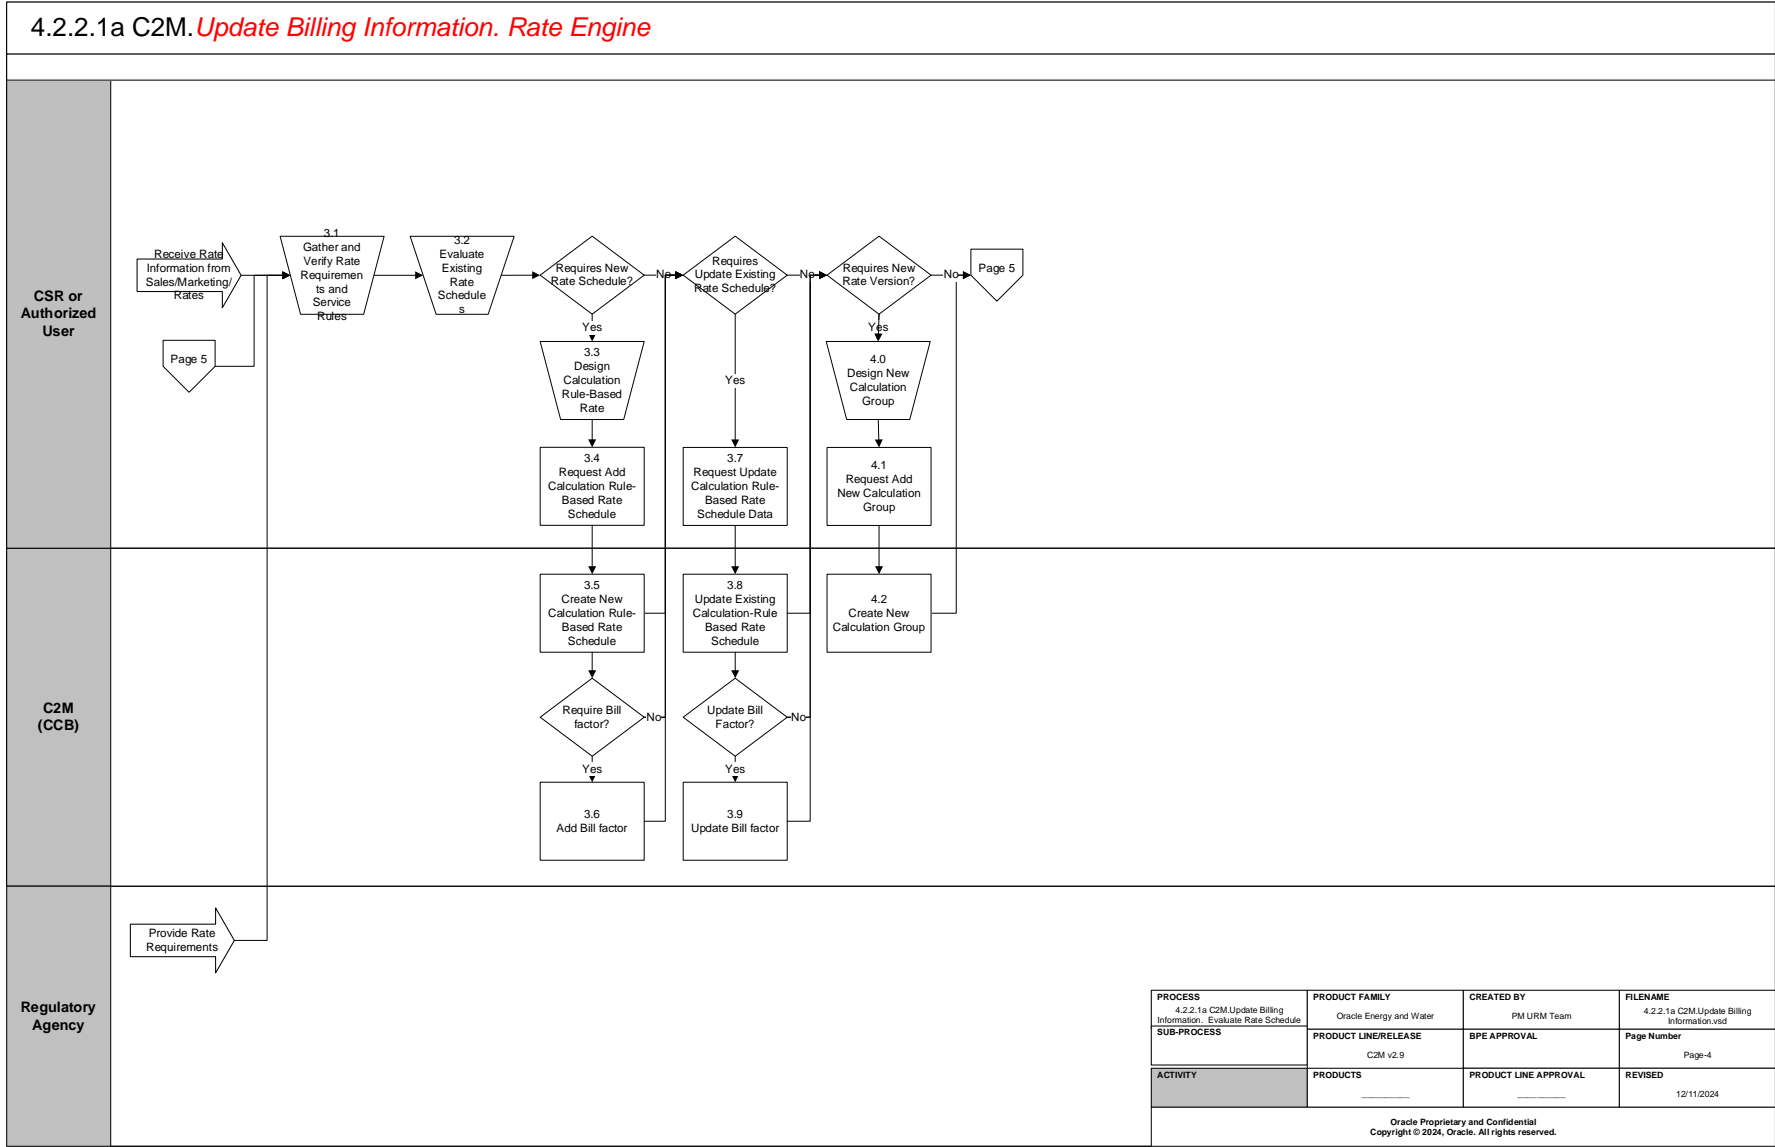 4.2.2.1a C2M.Update Billing Information. Rate Engine
CSR or
Authorized
User
Receive Rate
Information from
Sales/Marketing/
Rates
Page 5
3.1
Gather and
Verify Rate
Requiremen
ts and
Service
Rules
3.2
Evaluate
Existing
Rate
Schedule
s
Requires New
Rate Schedule?
No
Yes
3.3
Design
Calculation
Rule-Based
Rate
3.4
Request Add
Calculation Rule-
Based Rate
Schedule
Requires
Update Existing
Rate Schedule?
No
Yes
3.7
Request Update
Calculation Rule-
Based Rate
Schedule Data
Requires New
Rate Version?
No
Yes
4.0
Design New
Calculation
Group
4.1
Request Add
New Calculation
Group
Page 5
C2M
(CCB)
3.5
Create New
Calculation Rule-
Based Rate
Schedule
Require Bill
factor?
No
Yes
3.6
Add Bill factor
3.8
Update Existing
Calculation-Rule
Based Rate
Schedule
Update Bill
Factor?
No
Yes
3.9
Update Bill factor
4.2
Create New
Calculation Group
Regulatory
Agency
Provide Rate
Requirements
PROCESS
4.2.2.1a C2M.Update Billing
Information. Evaluate Rate Schedule
PRODUCT FAMILY
Oracle Energy and Water
CREATED BY
PM URM Team
FILENAME
4.2.2.1a C2M.Update Billing
Information.vsd
SUB-PROCESS
PRODUCT LINE/RELEASE
C2M v2.9
BPE APPROVAL
Page Number
Page-4
ACTIVITY
PRODUCTS
PRODUCT LINE APPROVAL
REVISED
12/11/2024
Oracle Proprietary and Confidential
Copyright © 2024, Oracle. All rights reserved.